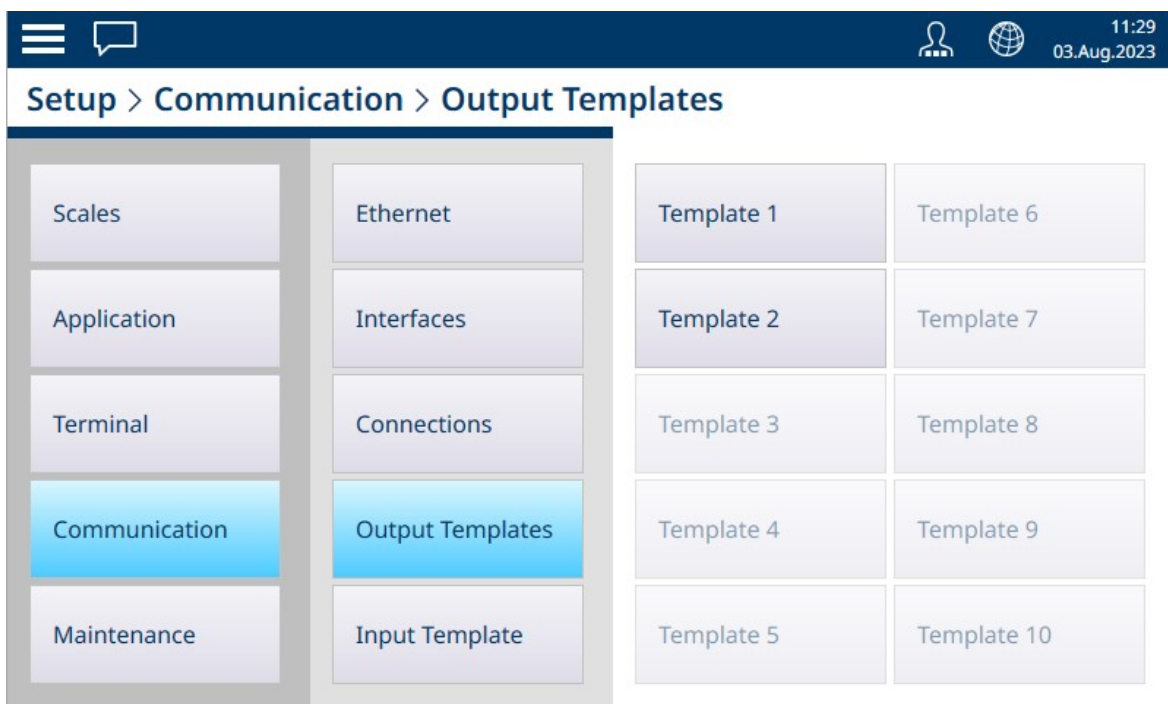 11:29
03.Aug.2023
Setup > Communication > Output Templates
Scales
Ethernet
Template 1
Template 6
Application
Interfaces
Template 2
Template 7
Terminal
Connections
Template 3
Template 8
Communication
Output Templates
Template 4
Template 9
Maintenance
Input Template
Template 5
Template 10